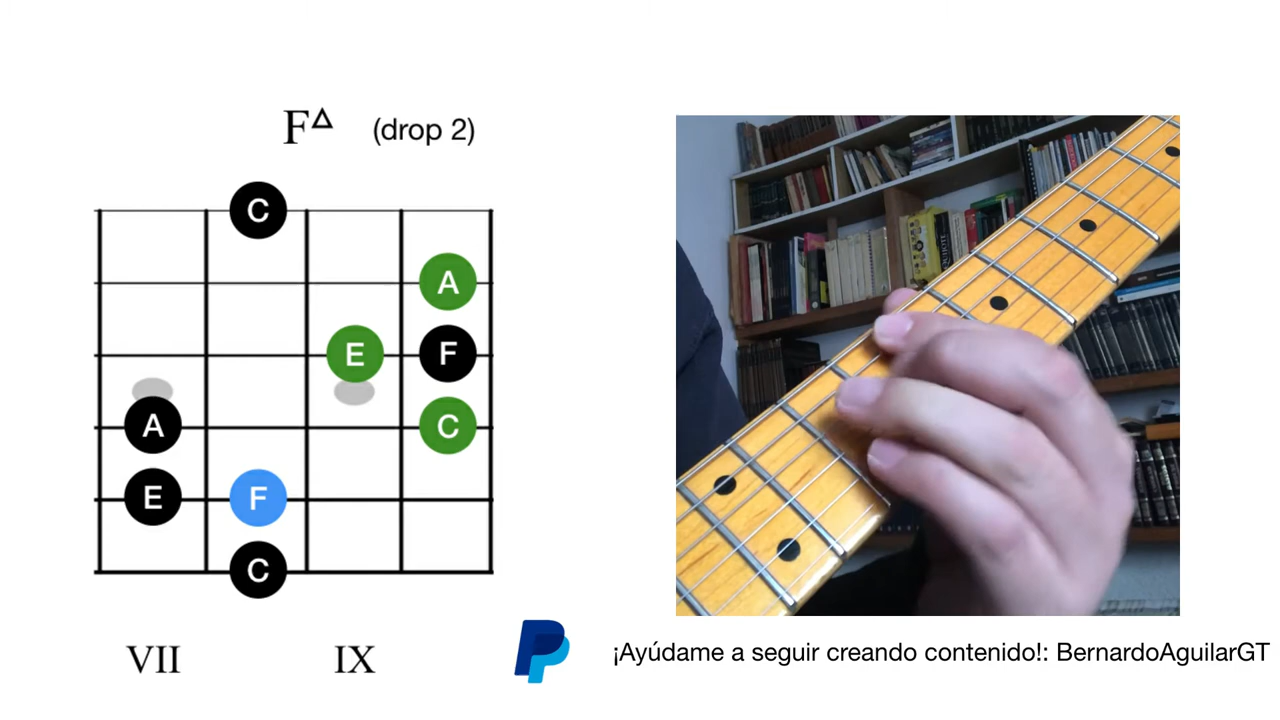 F△ (drop 2)
C
A
E F
A C
E F
C
VII IX
¡Ayúdame a seguir creando contenido!: BernardoAguilarGT